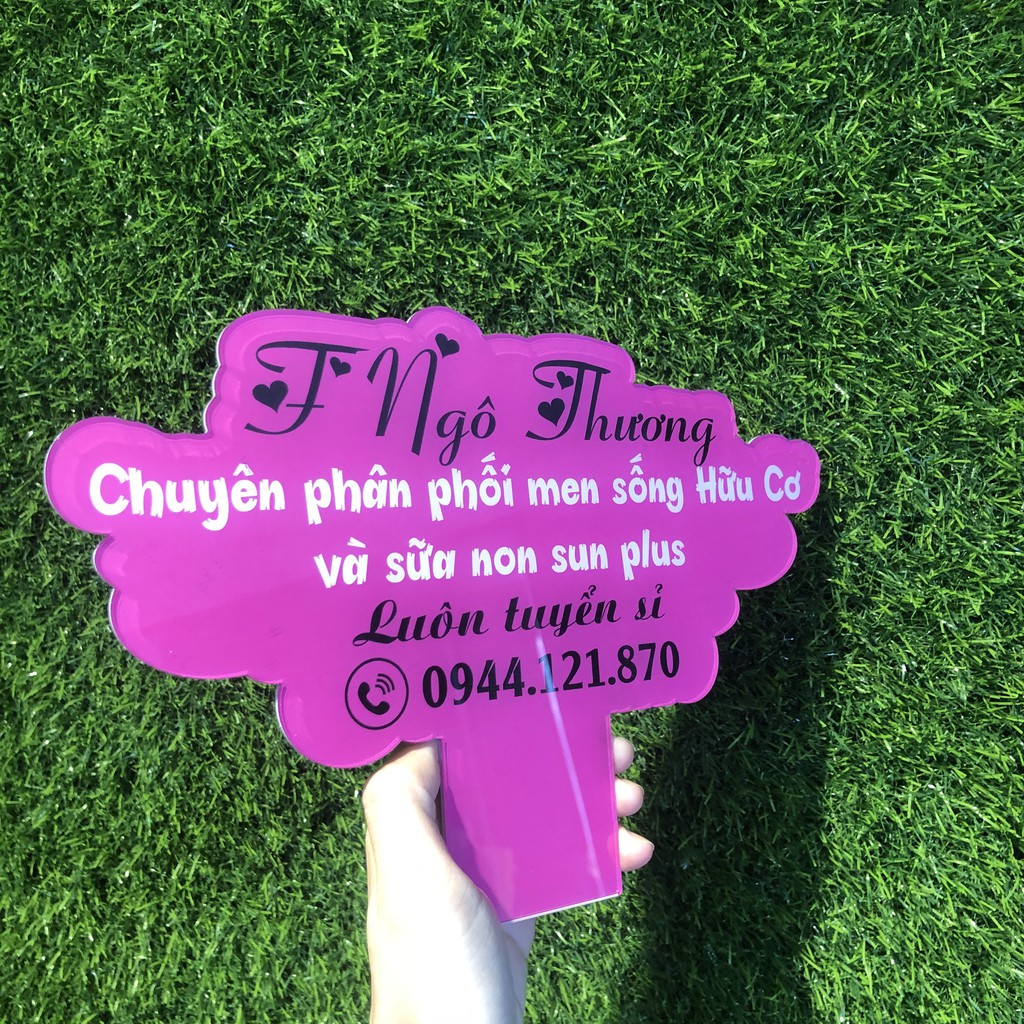 F Ngô Thương
Chuyên phân phối men sống Hữu Cơ
và sữa non sun plus
Luôn tuyển sỉ
0944.121.870